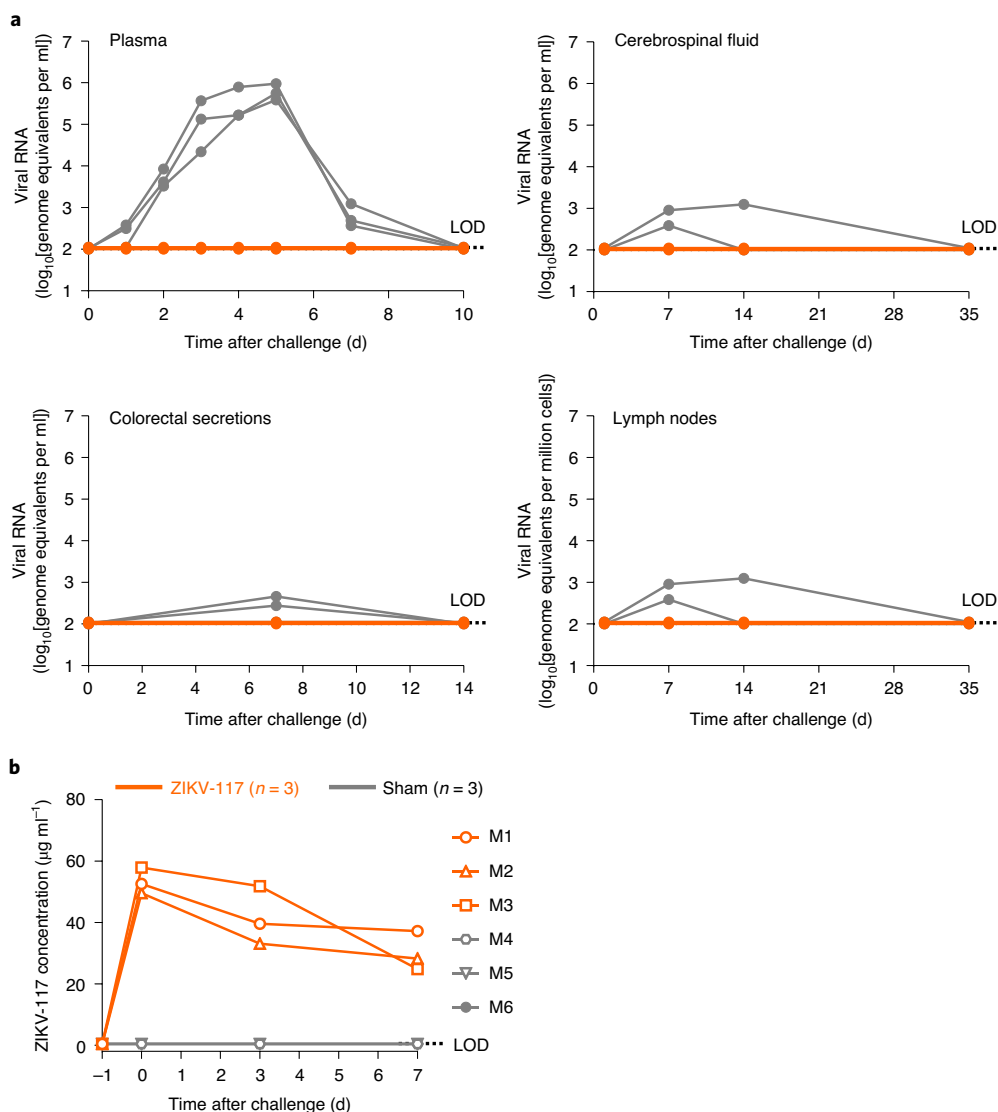 a
Plasma
Viral RNA
(log10[genome equivalents per ml])
7
6
5
4
3
2
1
LOD
0 2 4 6 8 10
Time after challenge (d)
Cerebrospinal fluid
Viral RNA
(log10[genome equivalents per ml])
7
6
5
4
3
2
1
LOD
0 7 14 21 28 35
Time after challenge (d)
Colorectal secretions
Viral RNA
(log10[genome equivalents per ml])
7
6
5
4
3
2
1
LOD
0 2 4 6 8 10 12 14
Time after challenge (d)
Lymph nodes
Viral RNA
(log10[genome equivalents per million cells])
7
6
5
4
3
2
1
LOD
0 7 14 21 28 35
Time after challenge (d)
b
ZIKV-117 (n = 3) Sham (n = 3)
ZIKV-117 concentration (μg ml−1)
80
60
40
20
0
LOD
−1 0 1 2 3 4 5 6 7
Time after challenge (d)
M1
M2
M3
M4
M5
M6